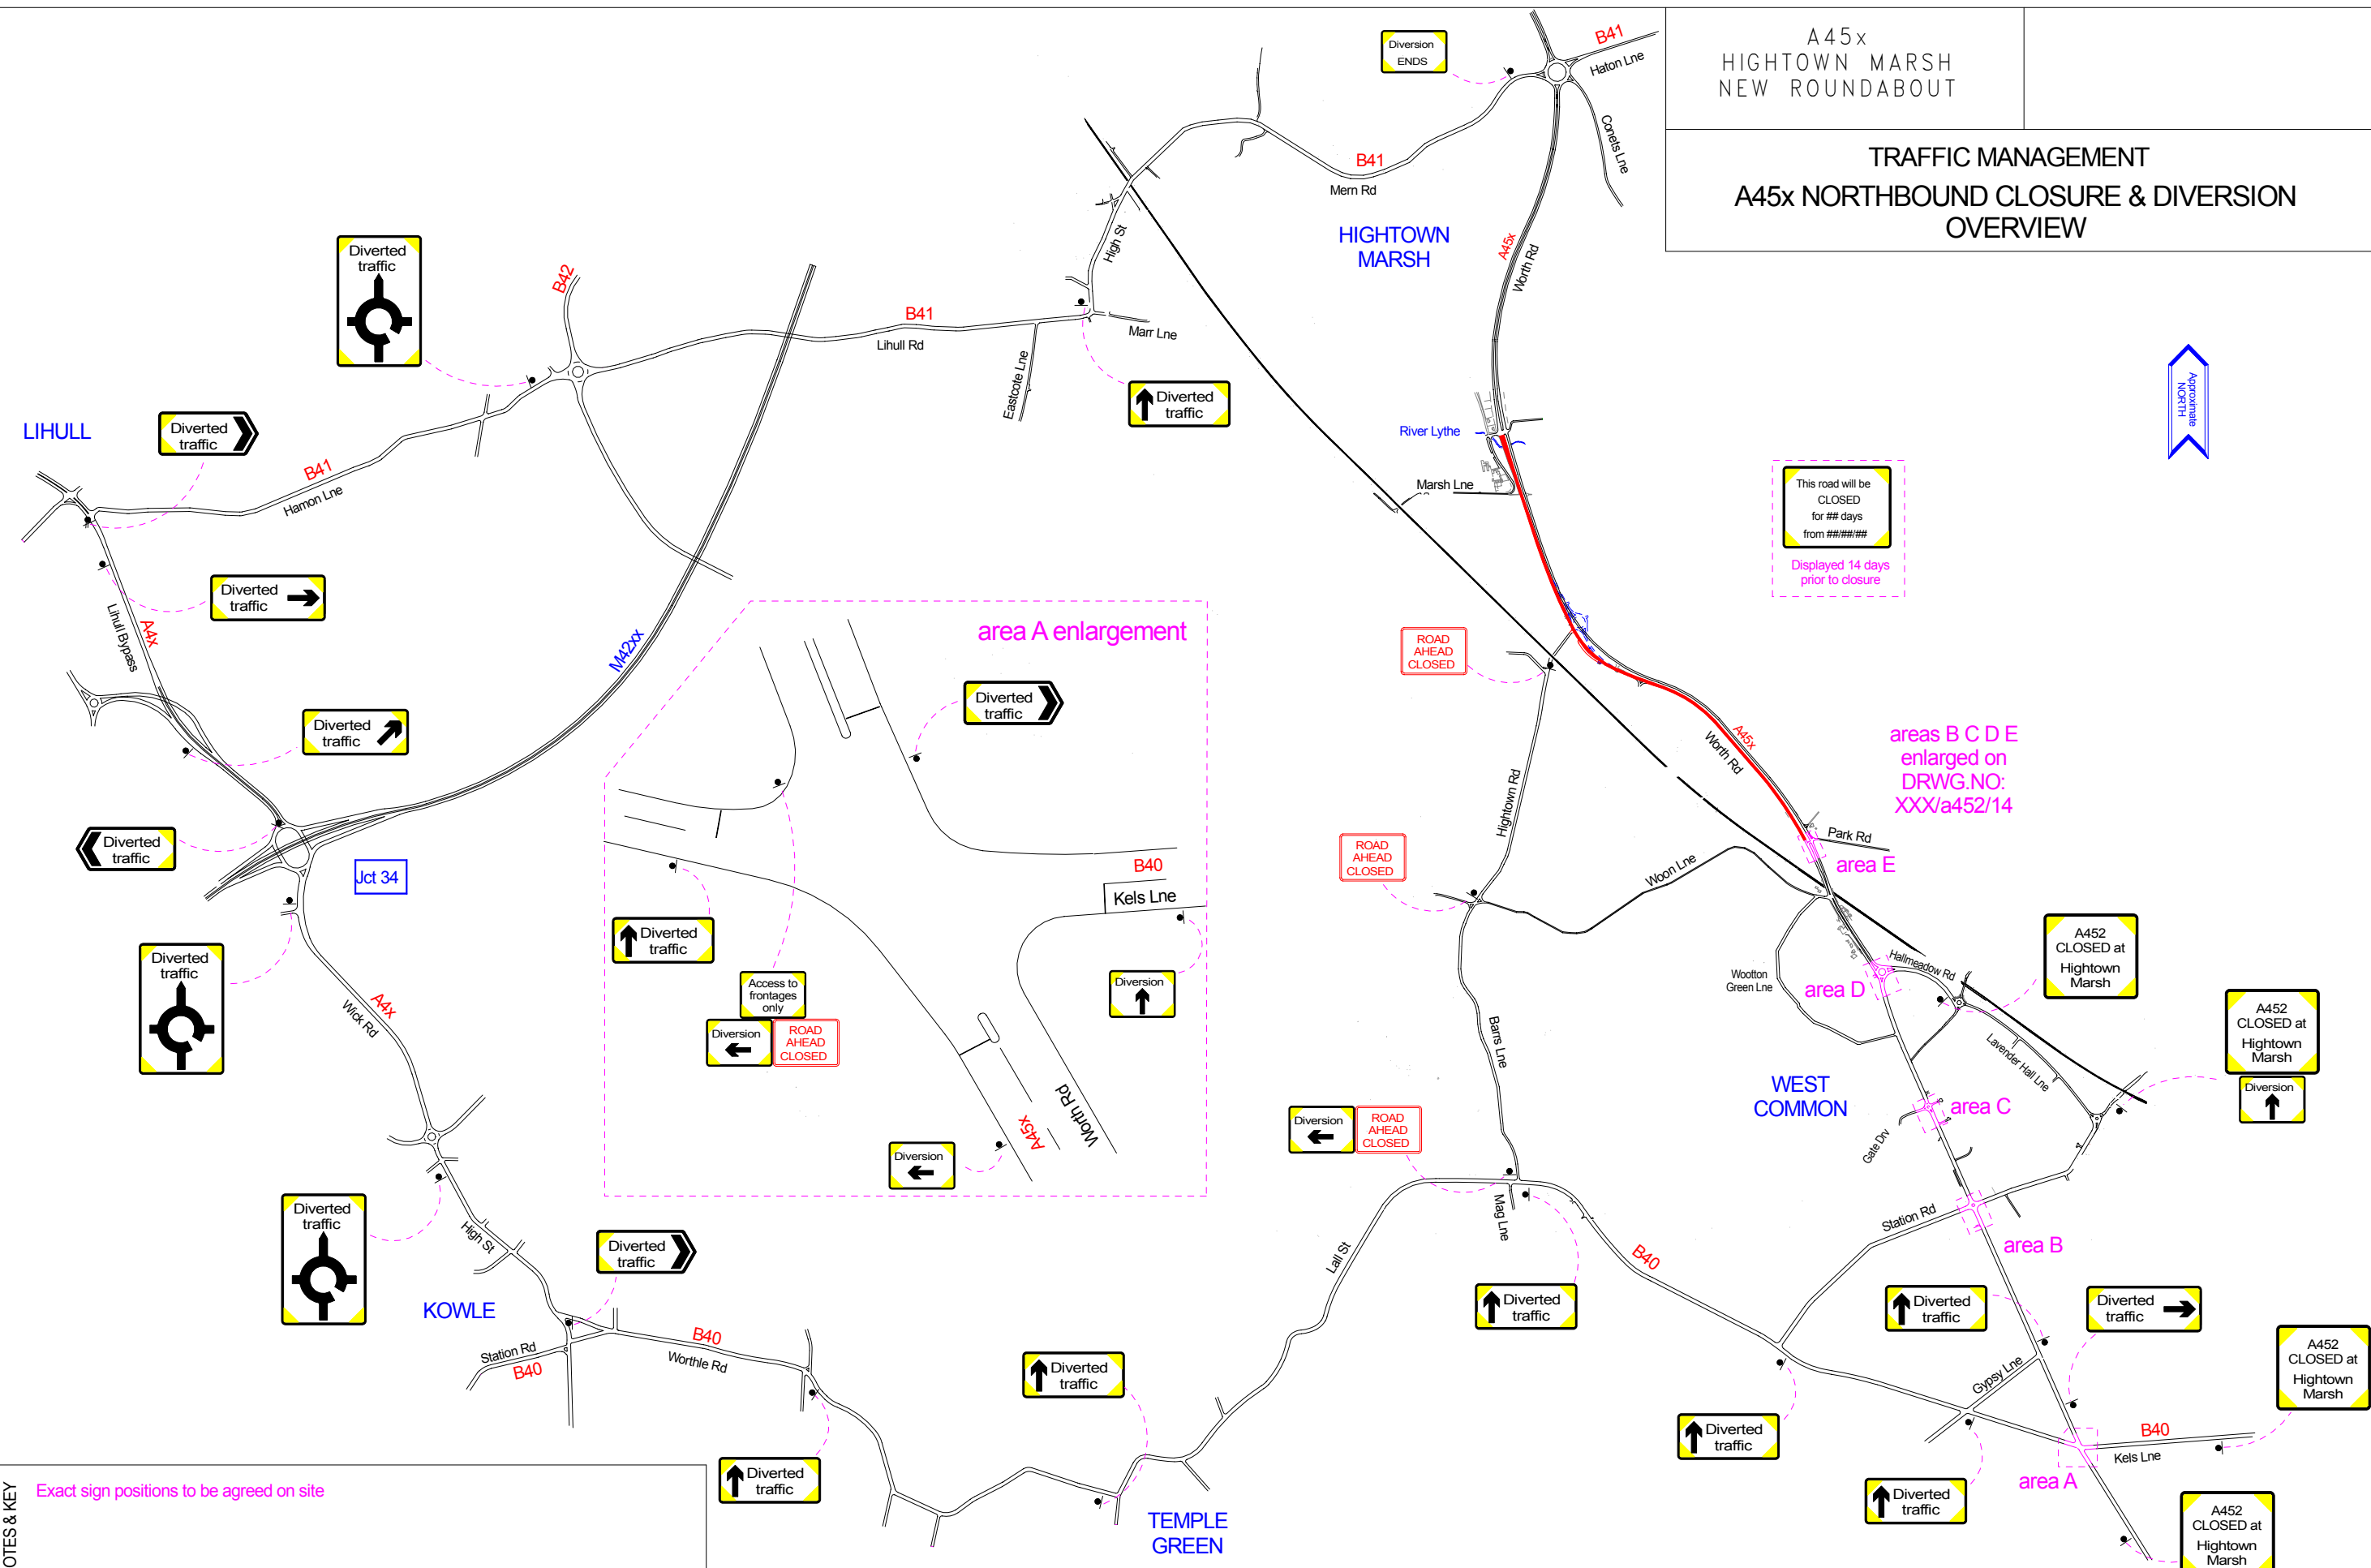 A45x
HIGHTOWN MARSH
NEW ROUNDABOUT
TRAFFIC MANAGEMENT
A45x NORTHBOUND CLOSURE & DIVERSION
OVERVIEW
Diversion
ENDS
B41
Haton Lne
Conets Lne
B41
Mern Rd
HIGHTOWN
MARSH
A45x
Worth Rd
High St
Diverted
traffic
B42
B41
Lihull Rd
Marr Lne
Eastcote Lne
Diverted
traffic
Approximate
NORTH
LIHULL
Diverted
traffic
B41
Hamon Lne
River Lythe
Marsh Lne
This road will be
CLOSED
for ## days
from ##/##/##
Displayed 14 days
prior to closure
Diverted
traffic
Lihull Bypass
A4x
M42xx
area A enlargement
ROAD
AHEAD
CLOSED
Diverted
traffic
Diverted
traffic
A45x
Worth Rd
areas B C D E
enlarged on
DRWG.NO:
XXX/a452/14
Hightown Rd
Diverted
traffic
Jct 34
B40
Kels Lne
ROAD
AHEAD
CLOSED
Woon Lne
Park Rd
area E
Diverted
traffic
Diverted
traffic
Access to
frontages
only
Diversion
ROAD
AHEAD
CLOSED
Diversion
Wootton
Green Lne
Hallmeadow Rd
area D
A452
CLOSED at
Hightown
Marsh
A452
CLOSED at
Hightown
Marsh
Diversion
A4x
Wick Rd
Barrs Lne
Lavender Hall Lne
WEST
COMMON
area C
Gate Drv
A45x
Worth Rd
Diversion
Diversion
ROAD
AHEAD
CLOSED
Mag Lne
Station Rd
area B
Diverted
traffic
High St
Diverted
traffic
Lall St
B40
KOWLE
Diverted
traffic
Diverted
traffic
Diverted
traffic
Station Rd
B40
B40
Worthle Rd
Diverted
traffic
Gypsy Lne
A452
CLOSED at
Hightown
Marsh
Diverted
traffic
B40
Kels Lne
area A
Diverted
traffic
Diverted
traffic
TEMPLE
GREEN
A452
CLOSED at
Hightown
Marsh
OTES & KEY
Exact sign positions to be agreed on site